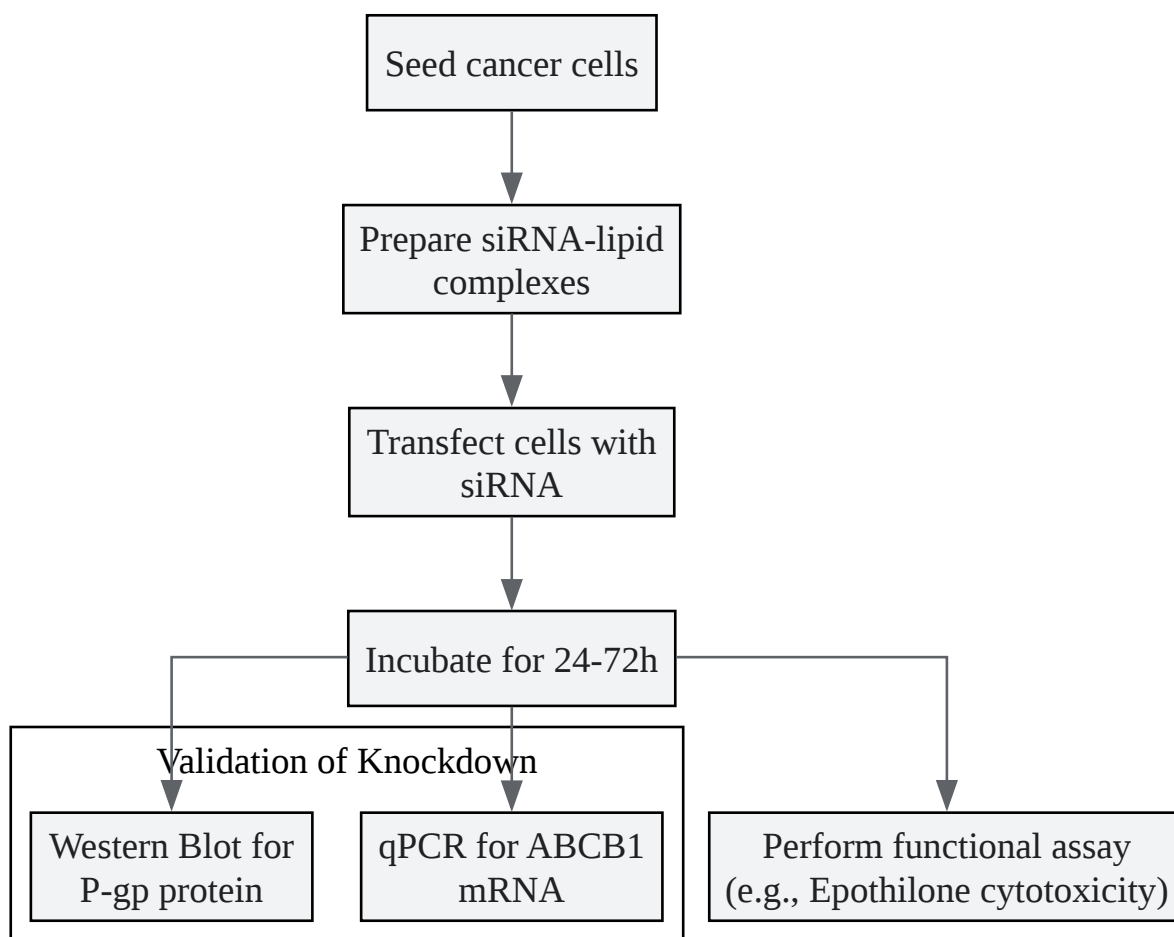 Seed cancer cells
Prepare siRNA-lipid
complexes
Transfect cells with
siRNA
Incubate for 24-72h
Validation of Knockdown
Western Blot for
P-gp protein
qPCR for ABCB1
mRNA
Perform functional assay
(e.g., Epothilone cytotoxicity)